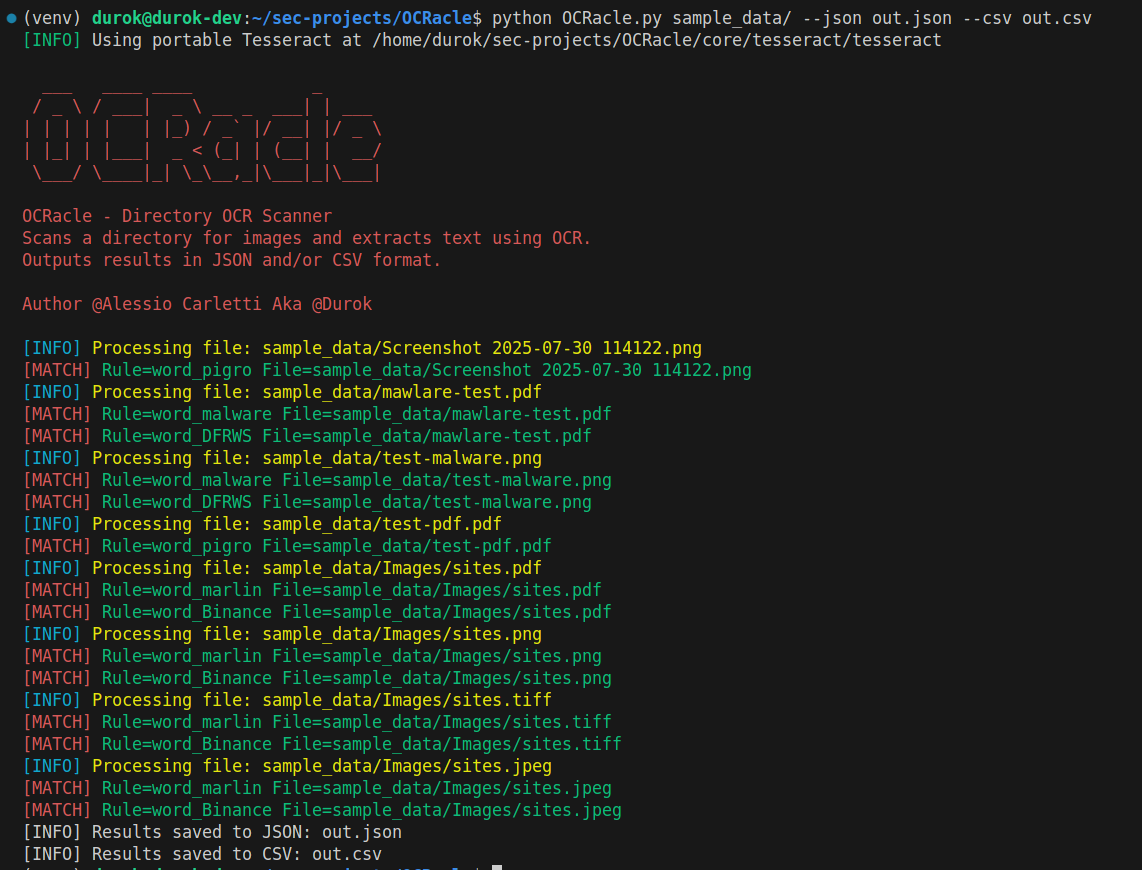 (venv) durok@durok-dev:~/sec-projects/OCRacle$ python OCRacle.py sample_data/ --json out.json --csv out.csv
[INFO] Using portable Tesseract at /home/durok/sec-projects/OCRacle/core/tesseract/tesseract
OCRacle
OCRacle - Directory OCR Scanner
Scans a directory for images and extracts text using OCR.
Outputs results in JSON and/or CSV format.
Author @Alessio Carletti Aka @Durok
[INFO] Processing file: sample_data/Screenshot 2025-07-30 114122.png
[MATCH] Rule=word_pigro File=sample_data/Screenshot 2025-07-30 114122.png
[INFO] Processing file: sample_data/mawlare-test.pdf
[MATCH] Rule=word_malware File=sample_data/mawlare-test.pdf
[MATCH] Rule=word_DFRWS File=sample_data/mawlare-test.pdf
[INFO] Processing file: sample_data/test-malware.png
[MATCH] Rule=word_malware File=sample_data/test-malware.png
[MATCH] Rule=word_DFRWS File=sample_data/test-malware.png
[INFO] Processing file: sample_data/test-pdf.pdf
[MATCH] Rule=word_pigro File=sample_data/test-pdf.pdf
[INFO] Processing file: sample_data/Images/sites.pdf
[MATCH] Rule=word_marlin File=sample_data/Images/sites.pdf
[MATCH] Rule=word_Binance File=sample_data/Images/sites.pdf
[INFO] Processing file: sample_data/Images/sites.png
[MATCH] Rule=word_marlin File=sample_data/Images/sites.png
[MATCH] Rule=word_Binance File=sample_data/Images/sites.png
[INFO] Processing file: sample_data/Images/sites.tiff
[MATCH] Rule=word_marlin File=sample_data/Images/sites.tiff
[MATCH] Rule=word_Binance File=sample_data/Images/sites.tiff
[INFO] Processing file: sample_data/Images/sites.jpeg
[MATCH] Rule=word_marlin File=sample_data/Images/sites.jpeg
[MATCH] Rule=word_Binance File=sample_data/Images/sites.jpeg
[INFO] Results saved to JSON: out.json
[INFO] Results saved to CSV: out.csv